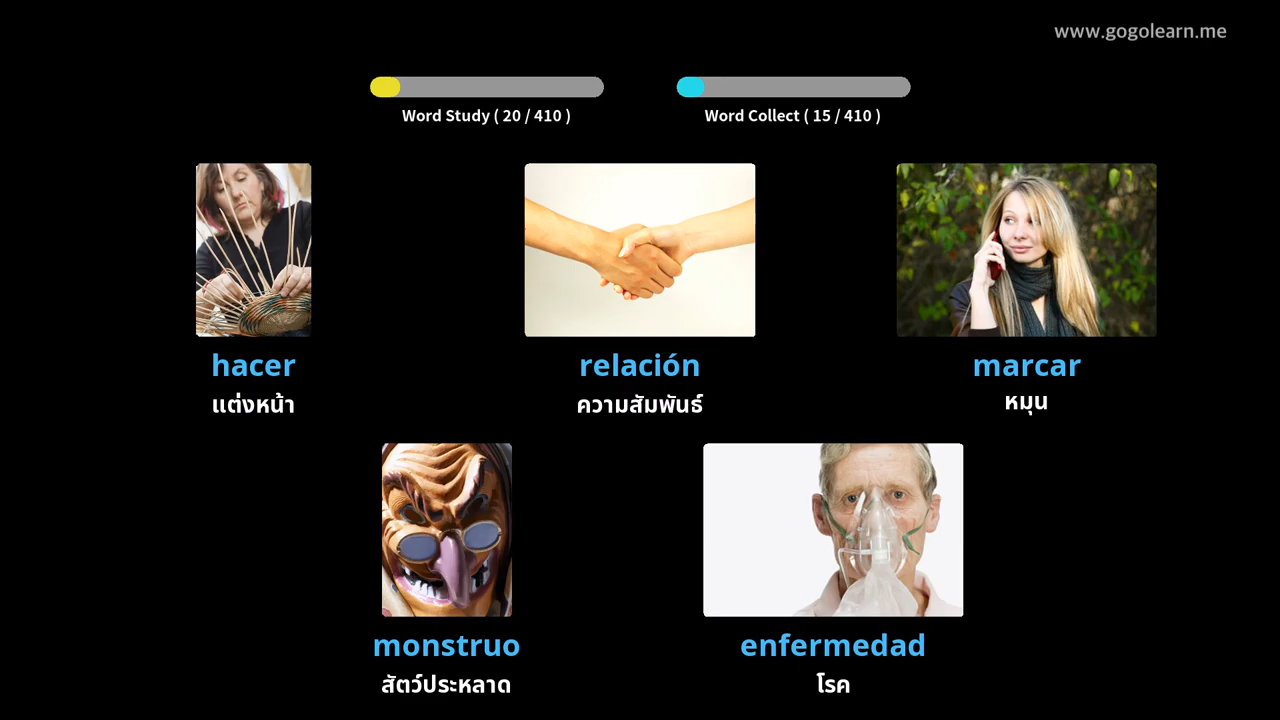 www.gogolearn.me
Word Study ( 20 / 410 )
Word Collect ( 15 / 410 )
hacer
แต่งหน้า
relación
ความสัมพันธ์
marcar
หมุน
monstruo
สัตว์ประหลาด
enfermedad
โรค